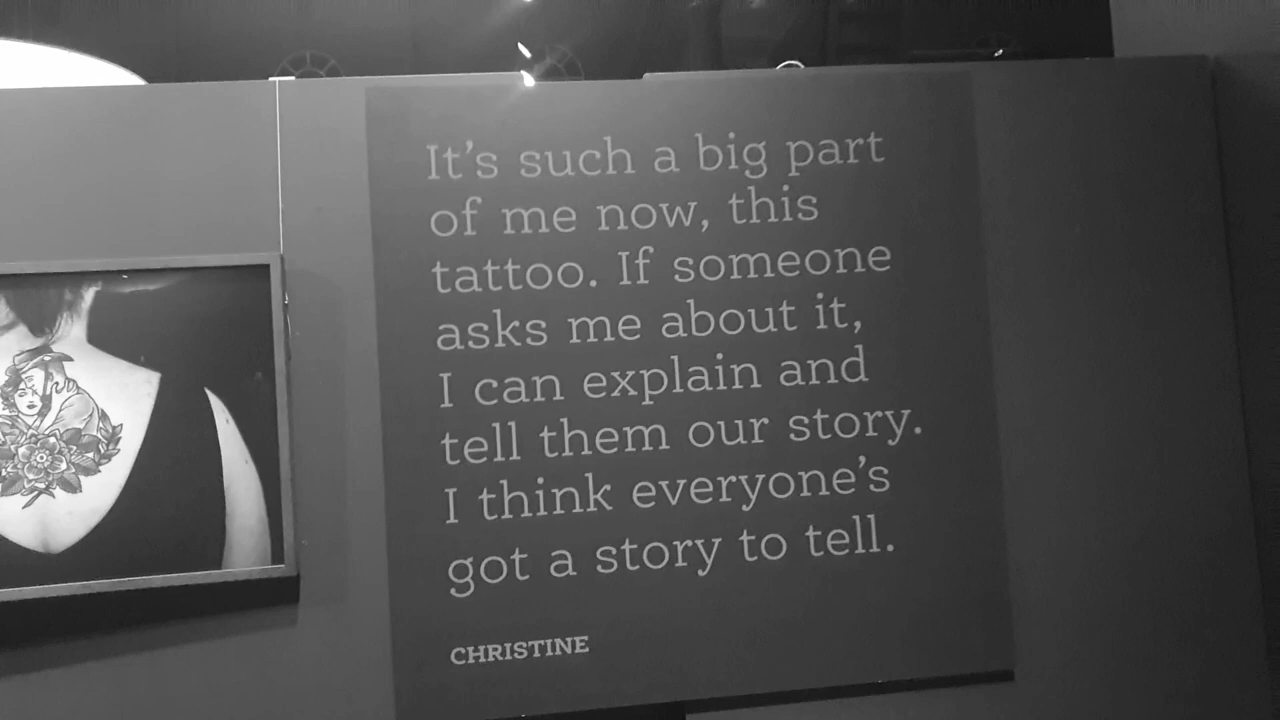 It's such a big part
of me now, this
tattoo. If someone
asks me about it,
I can explain and
tell them our story.
I think everyone's
got a story to tell.
CHRISTINE